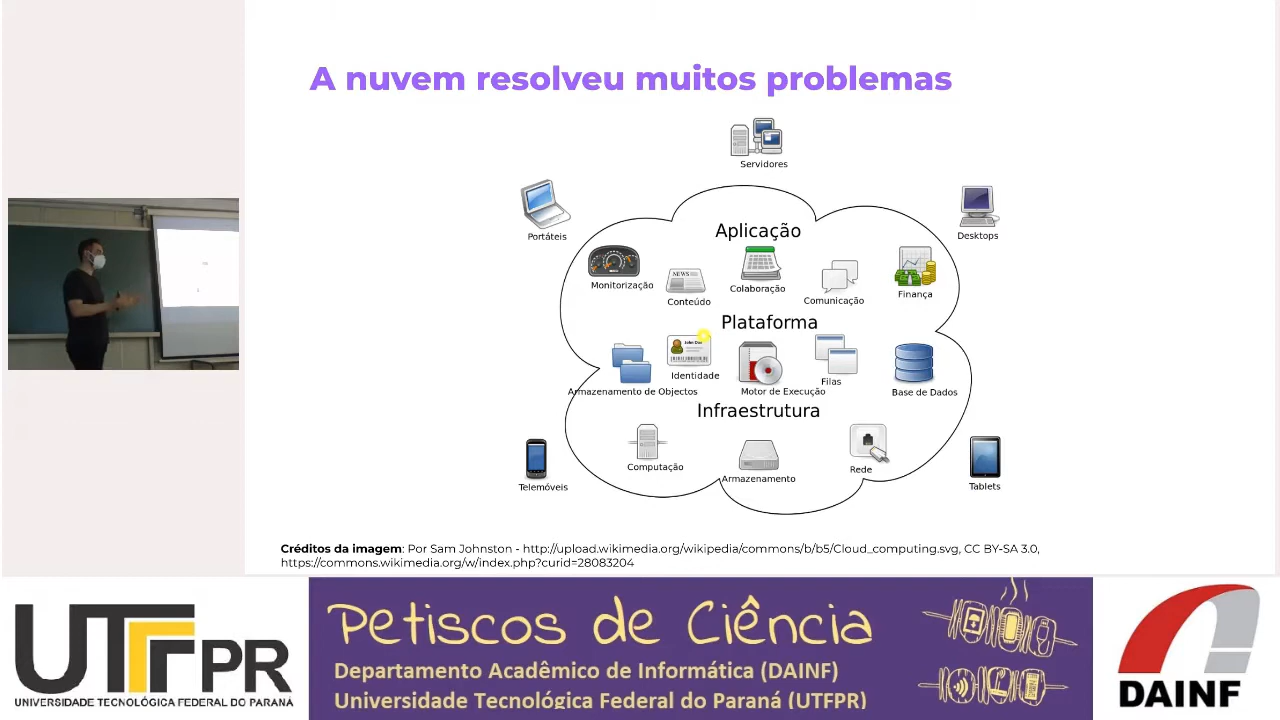 A nuvem resolveu muitos problemas
Servidores
Portáteis
Desktops
Aplicação
Monitorização
Conteúdo
NEWS
Colaboração
Comunicação
Finança
Plataforma
Armazenamento de Objectos
John Doe
Identidade
Motor de Execução
Filas
Base de Dados
Infraestrutura
Computação
Armazenamento
Rede
Telemóveis
Tablets
Créditos da imagem: Por Sam Johnston - http://upload.wikimedia.org/wikipedia/commons/b/b5/Cloud_computing.svg, CC BY-SA 3.0,
https://commons.wikimedia.org/w/index.php?curid=28083204
UTFPR
UNIVERSIDADE TECNOLÓGICA FEDERAL DO PARANÁ
Petiscos de Ciência
Departamento Acadêmico de Informática (DAINF)
Universidade Tecnológica Federal do Paraná (UTFPR)
DAINF